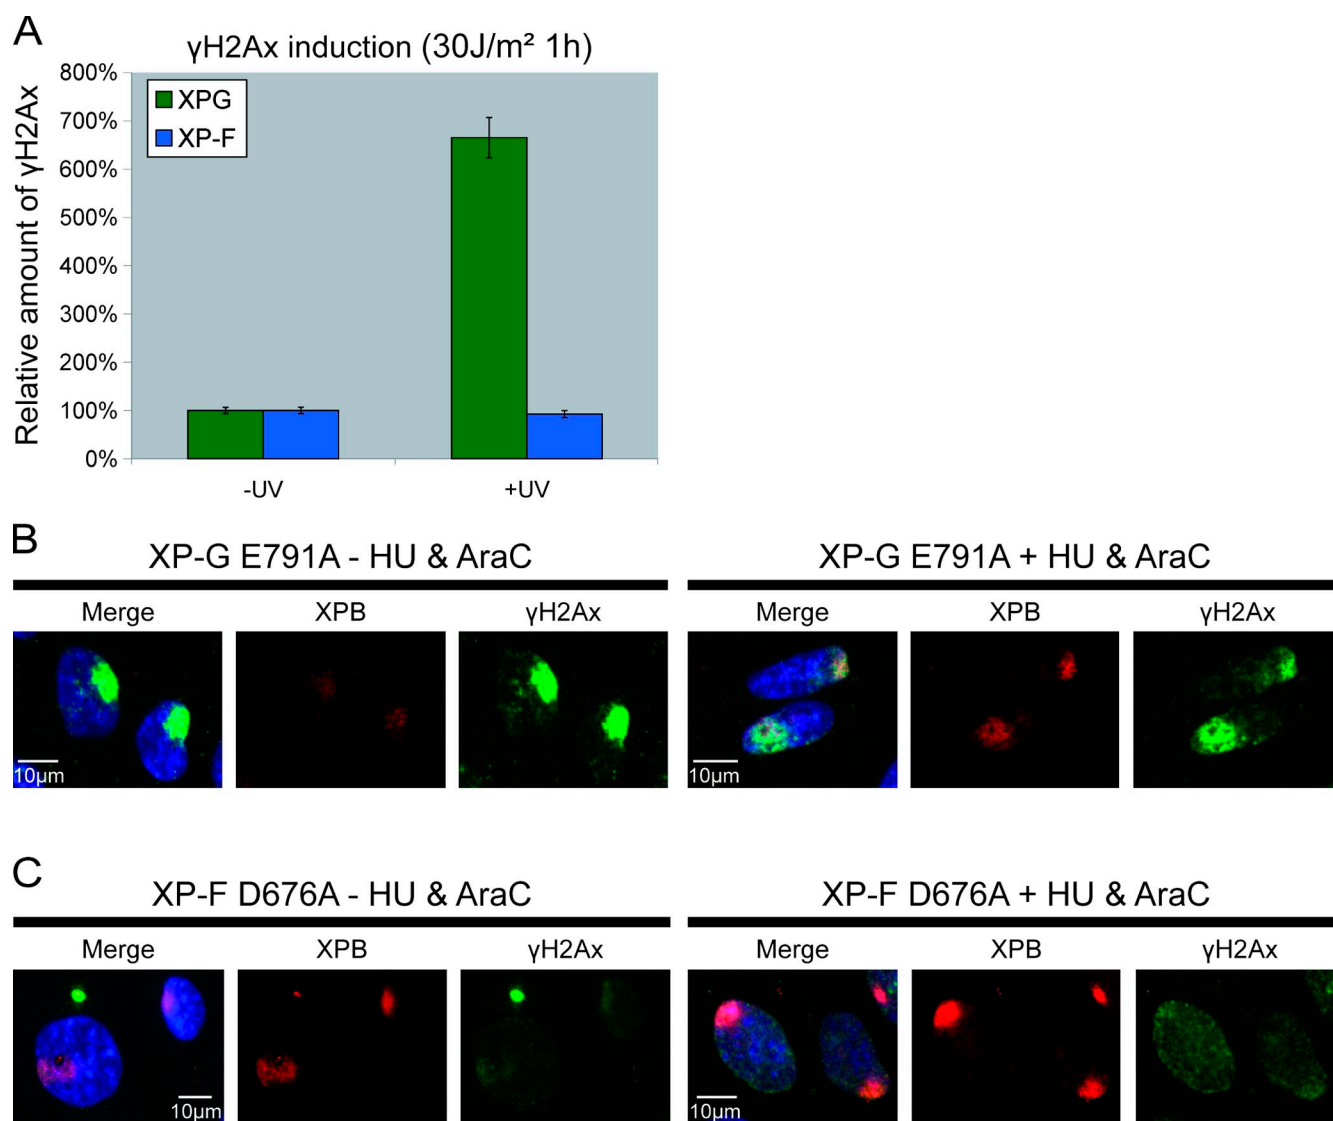 A
γH2Ax induction (30J/m² 1h)
Relative amount of γH2Ax
800%
700%
600%
500%
400%
300%
200%
100%
0%
XPG
XP-F
-UV
+UV
B
XP-G E791A - HU & AraC
XP-G E791A + HU & AraC
Merge
XPB
γH2Ax
Merge
XPB
γH2Ax
10μm
10μm
C
XP-F D676A - HU & AraC
XP-F D676A + HU & AraC
Merge
XPB
γH2Ax
Merge
XPB
γH2Ax
10μm
10μm